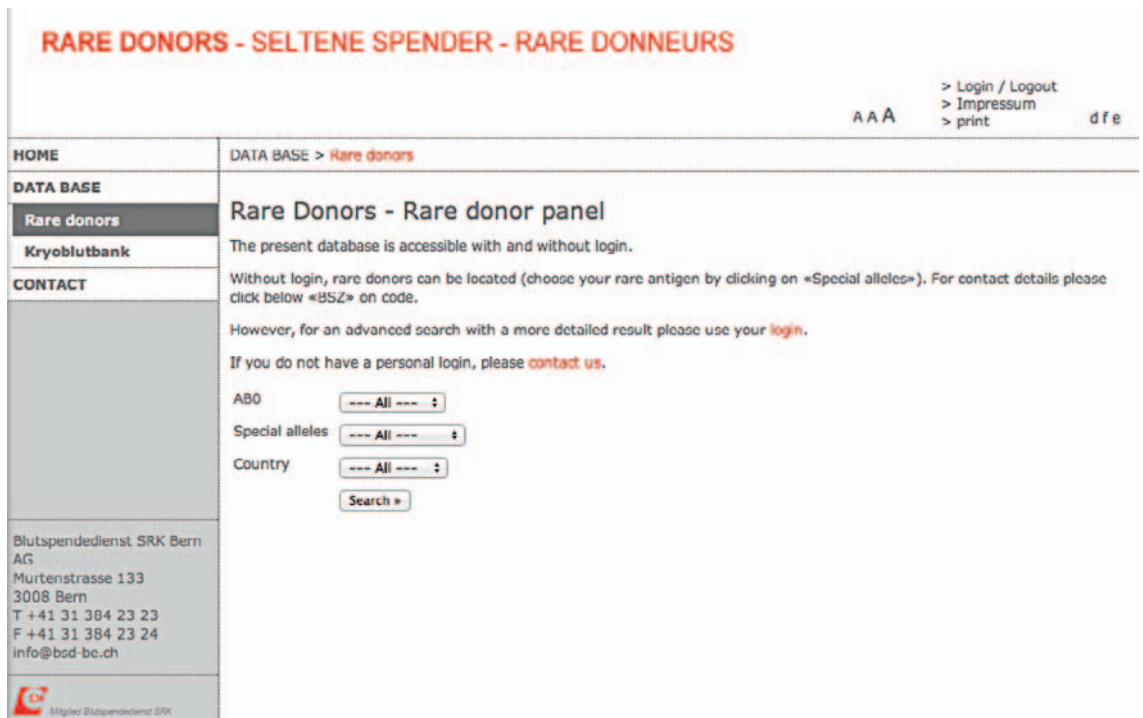 RARE DONORS - SELTENE SPENDER - RARE DONNEURS
> Login / Logout
> Impressum
> print
A A A
d f e
HOME
DATA BASE
Rare donors
Kryoblutbank
CONTACT
DATA BASE > Rare donors
Rare Donors - Rare donor panel
The present database is accessible with and without login.
Without login, rare donors can be located (choose your rare antigen by clicking on «Special alleles»). For contact details please
click below «BSZ» on code.
However, for an advanced search with a more detailed result please use your login.
If you do not have a personal login, please contact us.
AB0 --- All ---
Special alleles --- All ---
Country --- All ---
Search »
Blutspendedienst SRK Bern
AG
Murtenstrasse 133
3008 Bern
T +41 31 384 23 23
F +41 31 384 23 24
info@bsd-be.ch
Mitglied Blutspendedienst SRK